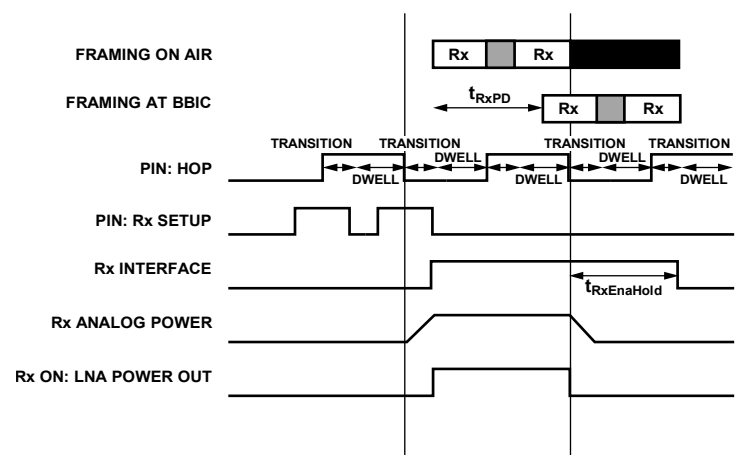 FRAMING ON AIR
Rx Rx
FRAMING AT BBIC
tRxPD
Rx Rx
TRANSITION TRANSITION TRANSITION TRANSITION
PIN: HOP
DWELL DWELL
DWELL DWELL DWELL
PIN: Rx SETUP
Rx INTERFACE
tRxEnaHold
Rx ANALOG POWER
Rx ON: LNA POWER OUT